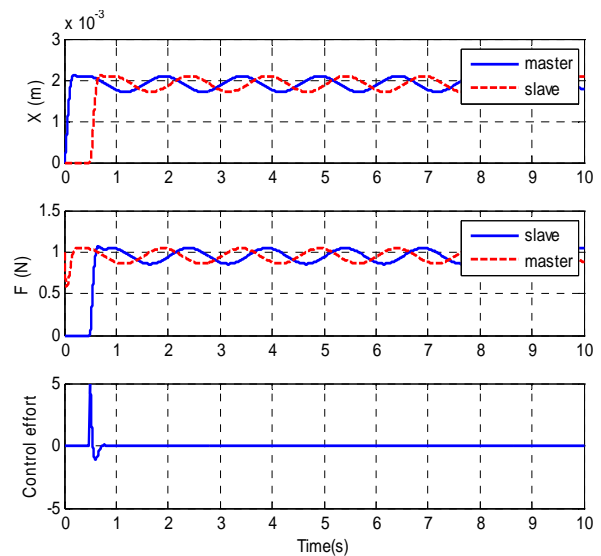 x 10^-3
3
2
1
0
X (m)
master
slave
0 1 2 3 4 5 6 7 8 9 10
1.5
1
0.5
0
F (N)
slave
master
0 1 2 3 4 5 6 7 8 9 10
5
0
-5
Control effort
0 1 2 3 4 5 6 7 8 9 10
Time(s)